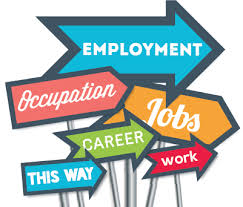 EMPLOYMENT
Occupation
Jobs
CAREER
work
THIS WAY